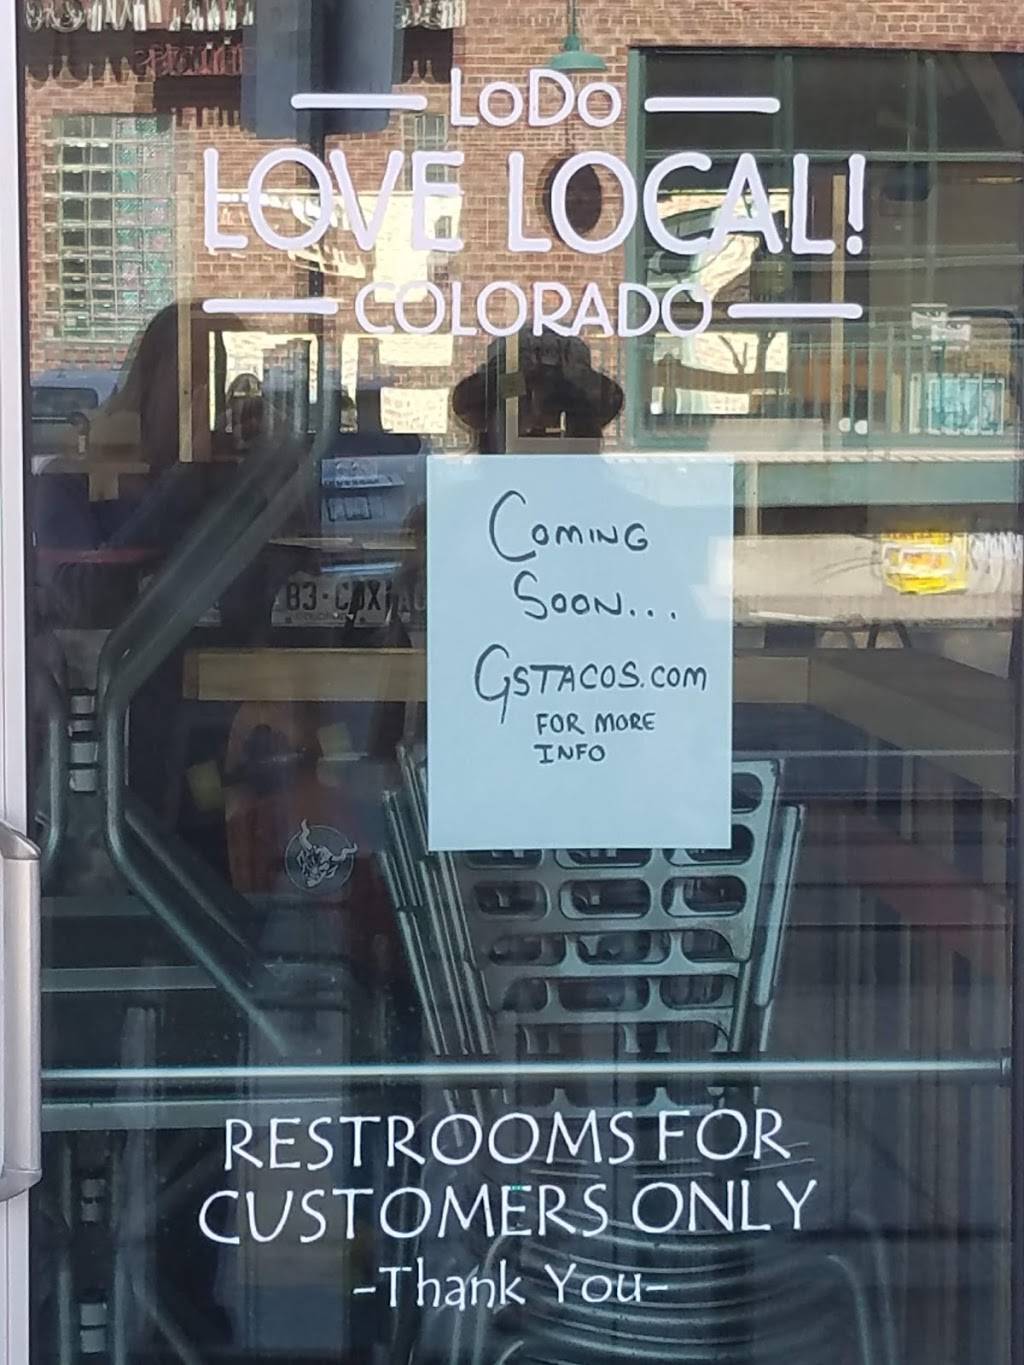 LoDo
LOVE LOCAL!
COLORADO
COMING
SOON...
GSTACOS.COM
FOR MORE
INFO
RESTROOMS FOR
CUSTOMERS ONLY
-Thank You-